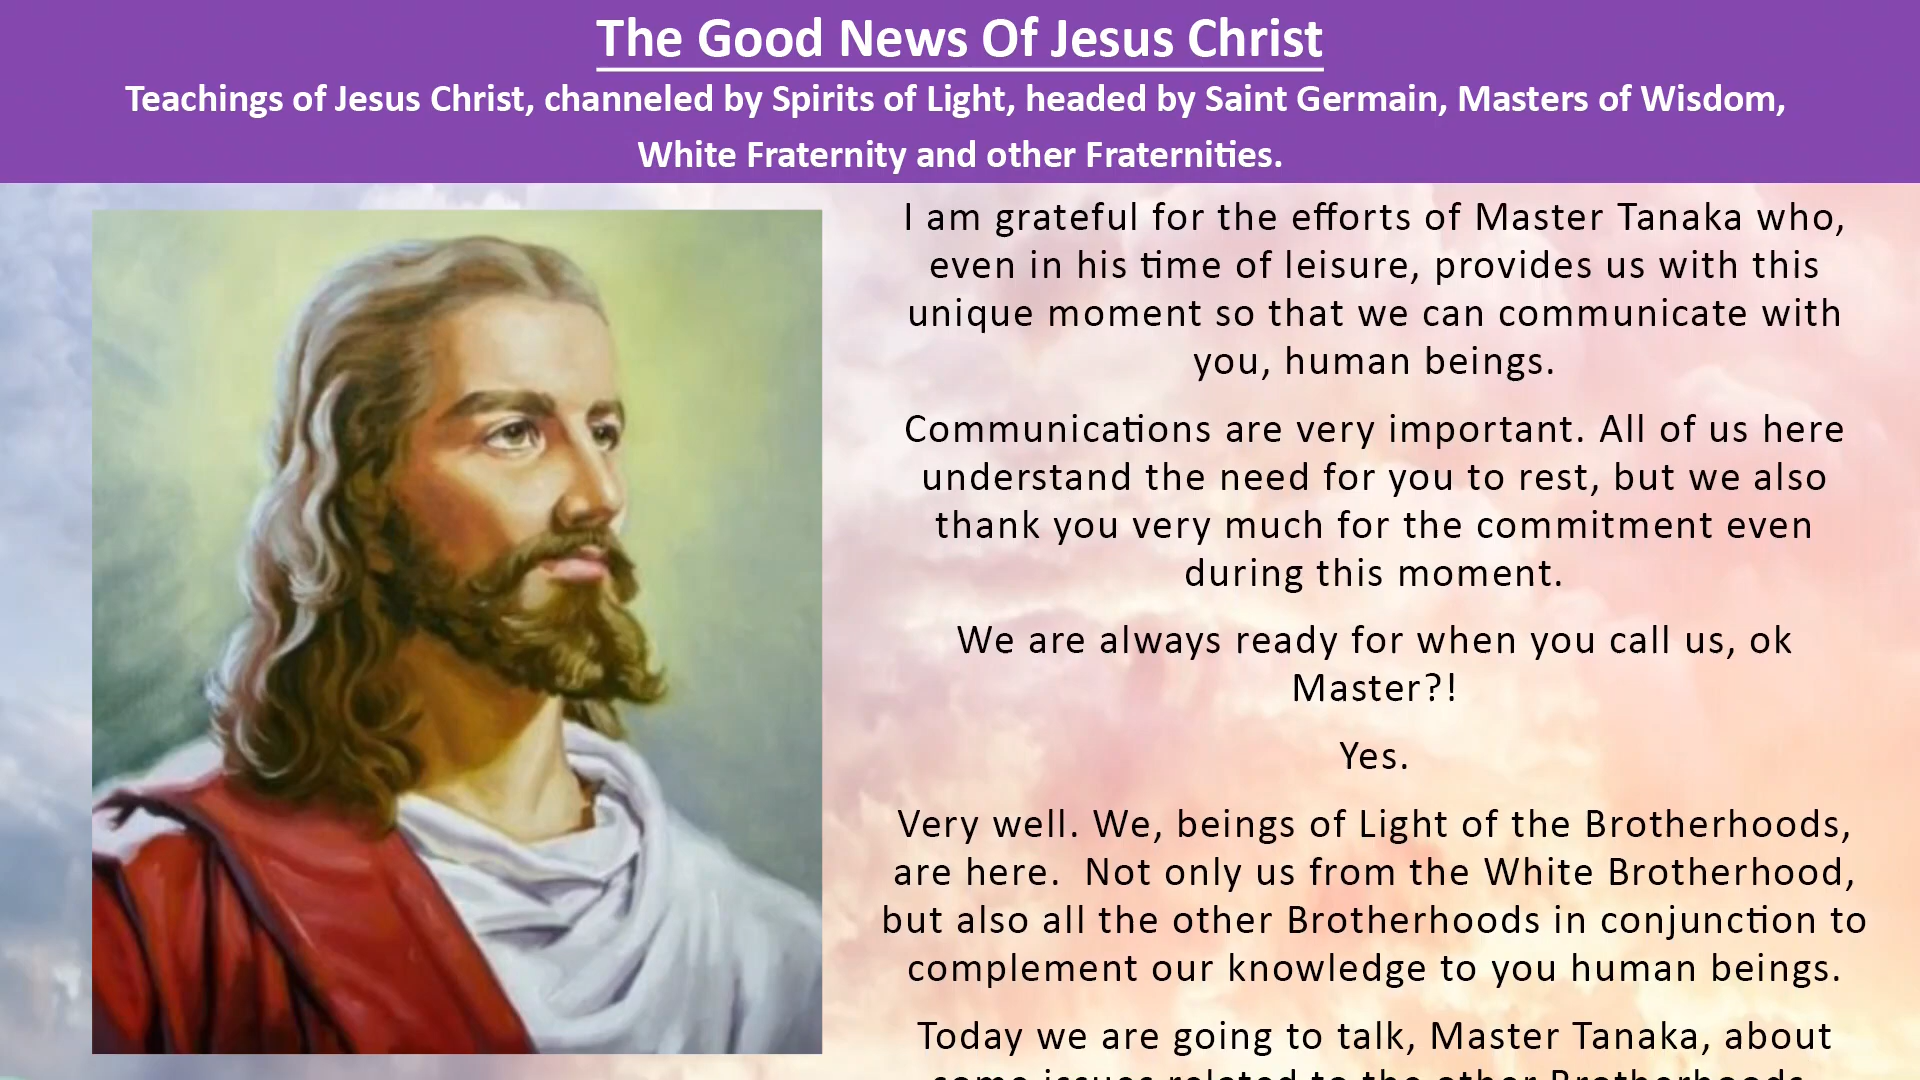 The Good News Of Jesus Christ
Teachings of Jesus Christ, channeled by Spirits of Light, headed by Saint Germain, Masters of Wisdom,
White Fraternity and other Fraternities.
I am grateful for the efforts of Master Tanaka who,
even in his time of leisure, provides us with this
unique moment so that we can communicate with
you, human beings.
Communications are very important. All of us here
understand the need for you to rest, but we also
thank you very much for the commitment even
during this moment.
We are always ready for when you call us, ok
Master?!
Yes.
Very well. We, beings of Light of the Brotherhoods,
are here.  Not only us from the White Brotherhood,
but also all the other Brotherhoods in conjunction to
complement our knowledge to you human beings.
Today we are going to talk, Master Tanaka, about
some issues related to the other Brotherhoods